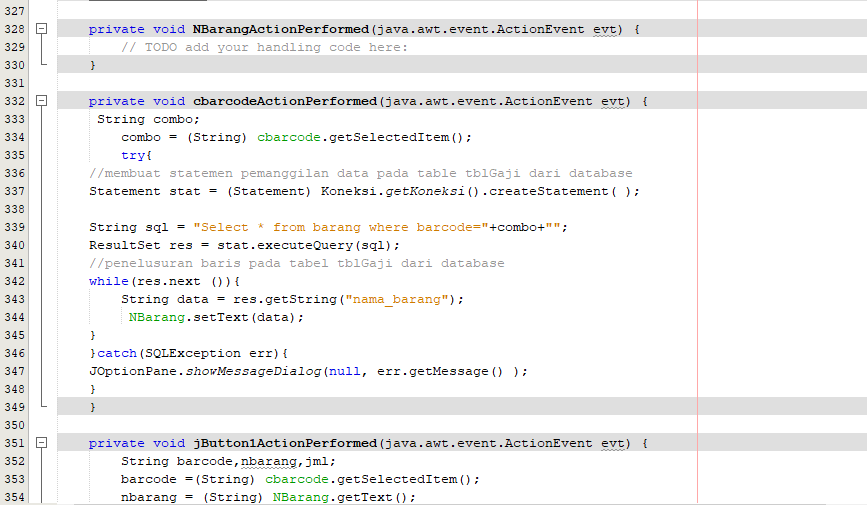 327
328 private void NBarangActionPerformed(java.awt.event.ActionEvent evt) {
329 // TODO add your handling code here:
330 }
331
332 private void cbarcodeActionPerformed(java.awt.event.ActionEvent evt) {
333 String combo;
334 combo = (String) cbarcode.getSelectedItem();
335 try{
336 //membuat statemen pemanggilan data pada table tblGaji dari database
337 Statement stat = (Statement) Koneksi.getKoneksi().createStatement( );
338
339 String sql = "Select * from barang where barcode="+combo+"";
340 ResultSet res = stat.executeQuery(sql);
341 //penelusuran baris pada tabel tblGaji dari database
342 while(res.next ()){
343 String data = res.getString("nama_barang");
344 NBarang.setText(data);
345 }
346 }catch(SQLException err){
347 JOptionPane.showMessageDialog(null, err.getMessage() );
348 }
349 }
350
351 private void jButton1ActionPerformed(java.awt.event.ActionEvent evt) {
352 String barcode,nbarang,jml;
353 barcode =(String) cbarcode.getSelectedItem();
354 nbarang = (String) NBarang.getText();